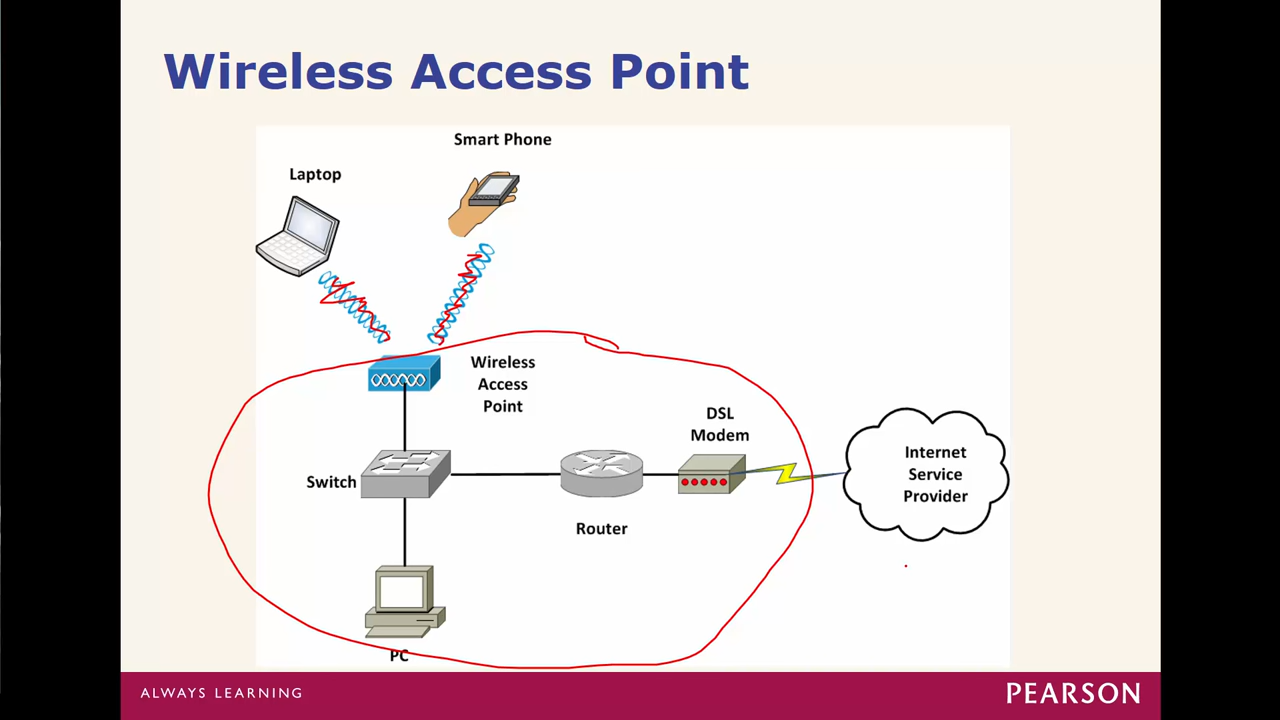 Wireless Access Point
Smart Phone
Laptop
Wireless
Access
Point
DSL
Modem
Internet
Service
Provider
Switch
Router
PC
ALWAYS LEARNING
PEARSON